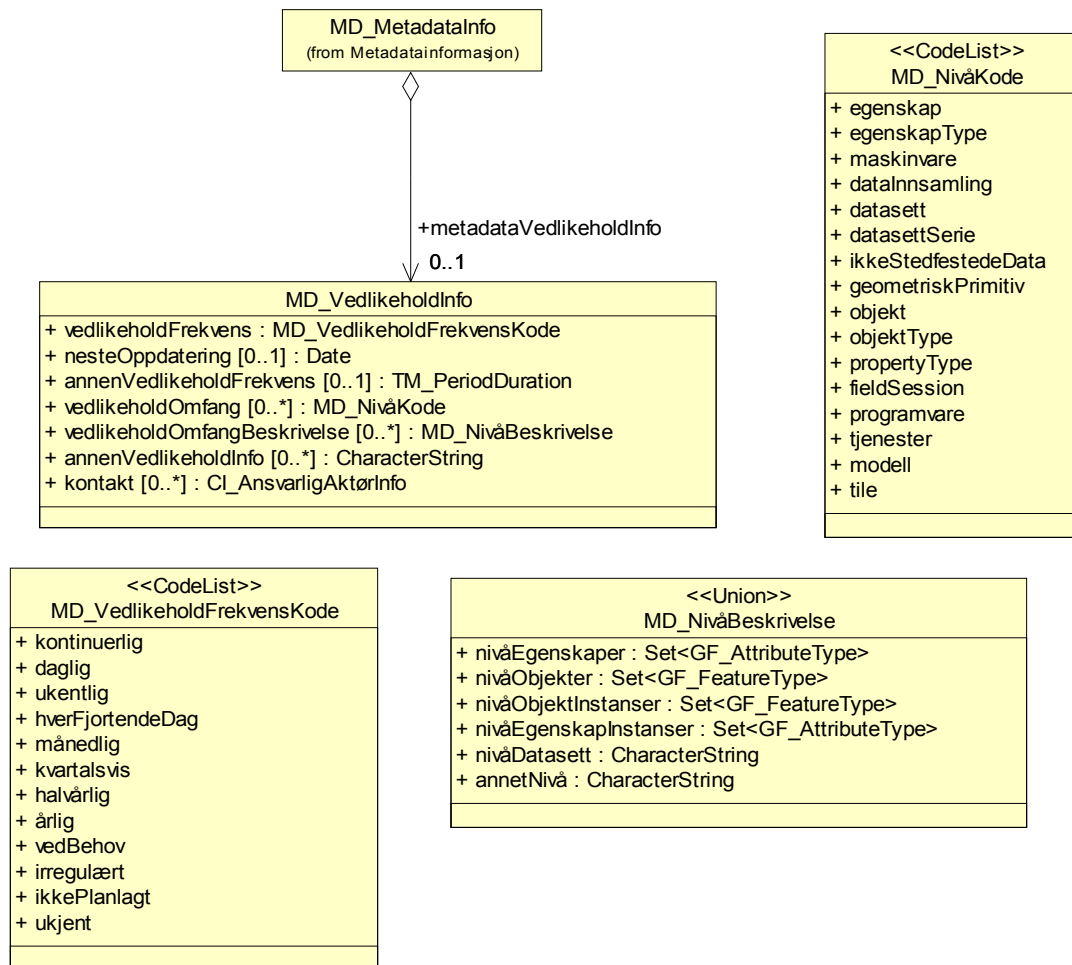 MD_MetadataInfo
(from Metadatainformasjon)
+metadataVedlikeholdInfo
0..1
MD_VedlikeholdInfo
+ vedlikeholdFrekvens : MD_VedlikeholdFrekvensKode
+ nesteOppdatering [0..1] : Date
+ annenVedlikeholdFrekvens [0..1] : TM_PeriodDuration
+ vedlikeholdOmfang [0..*] : MD_NivåKode
+ vedlikeholdOmfangBeskrivelse [0..*] : MD_NivåBeskrivelse
+ annenVedlikeholdInfo [0..*] : CharacterString
+ kontakt [0..*] : CI_AnsvarligAktørInfo
<<CodeList>>
MD_NivåKode
+ egenskap
+ egenskapType
+ maskinvare
+ dataInnsamling
+ datasett
+ datasettSerie
+ ikkeStedfestedeData
+ geometriskPrimitiv
+ objekt
+ objektType
+ propertyType
+ fieldSession
+ programvare
+ tjenester
+ modell
+ tile
<<CodeList>>
MD_VedlikeholdFrekvensKode
+ kontinuerlig
+ daglig
+ ukentlig
+ hverFjortendeDag
+ månedlig
+ kvartalsvis
+ halvårlig
+ årlig
+ vedBehov
+ irregulært
+ ikkePlanlagt
+ ukjent
<<Union>>
MD_NivåBeskrivelse
+ nivåEgenskaper : Set<GF_AttributeType>
+ nivåObjekter : Set<GF_FeatureType>
+ nivåObjektInstanser : Set<GF_FeatureType>
+ nivåEgenskapInstanser : Set<GF_AttributeType>
+ nivåDatasett : CharacterString
+ annetNivå : CharacterString